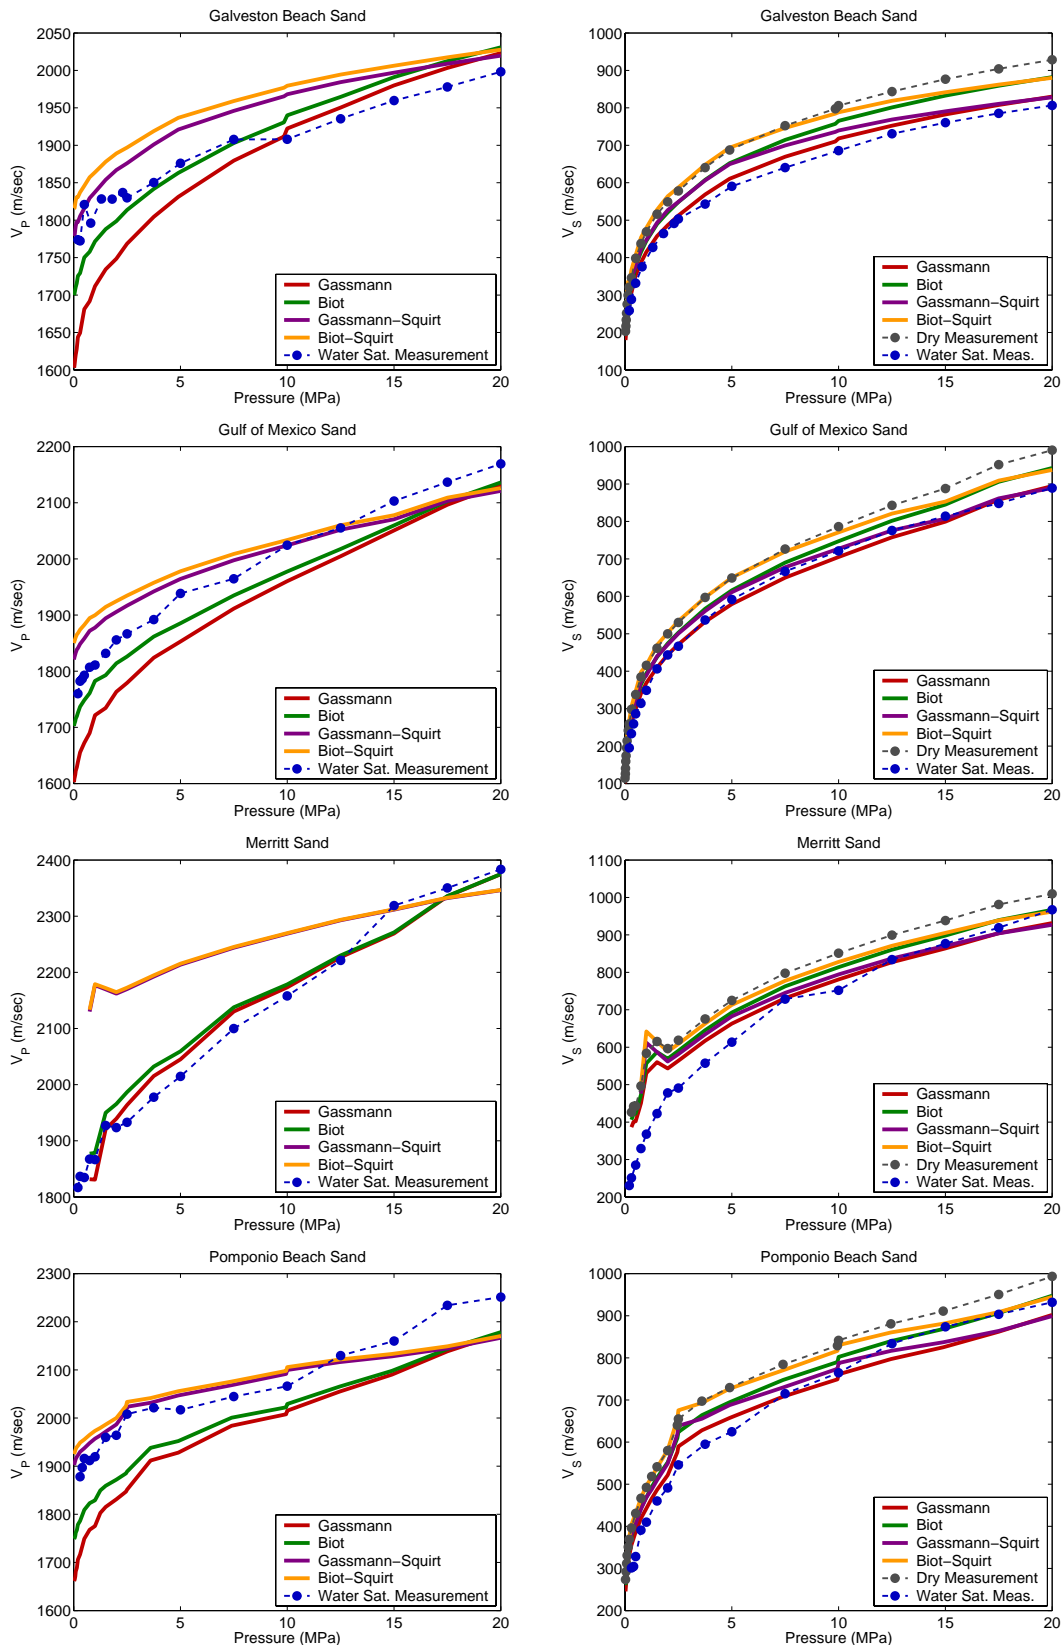 Galveston Beach Sand
2050
2000
1950
1900
1850
1800
1750
1700
1650
1600
V_P (m/sec)
0 5 10 15 20
Pressure (MPa)
Gassmann
Biot
Gassmann−Squirt
Biot−Squirt
Water Sat. Measurement
Galveston Beach Sand
1000
900
800
700
600
500
400
300
200
100
V_S (m/sec)
0 5 10 15 20
Pressure (MPa)
Gassmann
Biot
Gassmann−Squirt
Biot−Squirt
Dry Measurement
Water Sat. Meas.
Gulf of Mexico Sand
2200
2100
2000
1900
1800
1700
1600
V_P (m/sec)
0 5 10 15 20
Pressure (MPa)
Gassmann
Biot
Gassmann−Squirt
Biot−Squirt
Water Sat. Measurement
Gulf of Mexico Sand
1000
900
800
700
600
500
400
300
200
100
V_S (m/sec)
0 5 10 15 20
Pressure (MPa)
Gassmann
Biot
Gassmann−Squirt
Biot−Squirt
Dry Measurement
Water Sat. Meas.
Merritt Sand
2400
2300
2200
2100
2000
1900
1800
V_P (m/sec)
0 5 10 15 20
Pressure (MPa)
Gassmann
Biot
Gassmann−Squirt
Biot−Squirt
Water Sat. Measurement
Merritt Sand
1100
1000
900
800
700
600
500
400
300
200
V_S (m/sec)
0 5 10 15 20
Pressure (MPa)
Gassmann
Biot
Gassmann−Squirt
Biot−Squirt
Dry Measurement
Water Sat. Meas.
Pomponio Beach Sand
2300
2200
2100
2000
1900
1800
1700
1600
V_P (m/sec)
0 5 10 15 20
Pressure (MPa)
Gassmann
Biot
Gassmann−Squirt
Biot−Squirt
Water Sat. Measurement
Pomponio Beach Sand
1000
900
800
700
600
500
400
300
200
V_S (m/sec)
0 5 10 15 20
Pressure (MPa)
Gassmann
Biot
Gassmann−Squirt
Biot−Squirt
Dry Measurement
Water Sat. Meas.